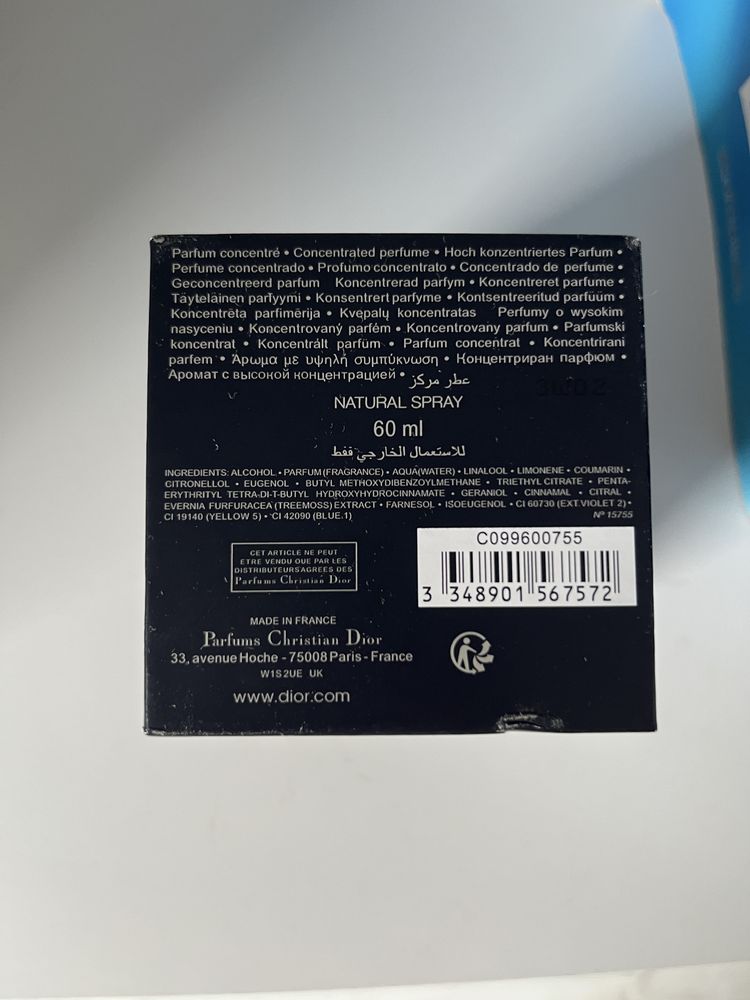 Parfum concentré • Concentrated perfume • Hoch konzentriertes Parfum •
Perfume concentrado • Profumo concentrato • Concentrado de perfume •
Geconcentreerd parfum Koncentrerad parfym • Koncentreret parfume •
Täyteläinen parfyymi • Konsentrert parfyme • Kontsentreeritud parfüüm •
Koncentrēta parfimērija • Kvepalų koncentratas Perfumy o wysokim
nasyceniu • Koncentrovaný parfém • Koncentrovany parfum • Parfumski
koncentrat • Koncentrált parfüm • Parfum concentrat • Koncentrirani
parfem • Άρωμα με υψηλή συμπύκνωση • Концентриран парфюм •
Аромат с высокой концентрацией • عطر مركز
3W02
NATURAL SPRAY
60 ml
للاستعمال الخارجي فقط
INGREDIENTS: ALCOHOL • PARFUM (FRAGRANCE) • AQUA (WATER) • LINALOOL • LIMONENE • COUMARIN •
CITRONELLOL • EUGENOL • BUTYL METHOXYDIBENZOYLMETHANE • TRIETHYL CITRATE • PENTA-
ERYTHRITYL TETRA-DI-T-BUTYL HYDROXYHYDROCINNAMATE • GERANIOL • CINNAMAL • CITRAL •
EVERNIA FURFURACEA (TREEMOSS) EXTRACT • FARNESOL • ISOEUGENOL • CI 60730 (EXT. VIOLET 2) •
CI 19140 (YELLOW 5) • CI 42090 (BLUE 1) N° 15755
CET ARTICLE NE PEUT
ETRE VENDU QUE PAR LES
DISTRIBUTEURS AGREES DES
Parfums Christian Dior
C099600755
3 348901 567572
MADE IN FRANCE
Parfums Christian Dior
33, avenue Hoche - 75008 Paris - France
W1S2UE UK
www.dior.com